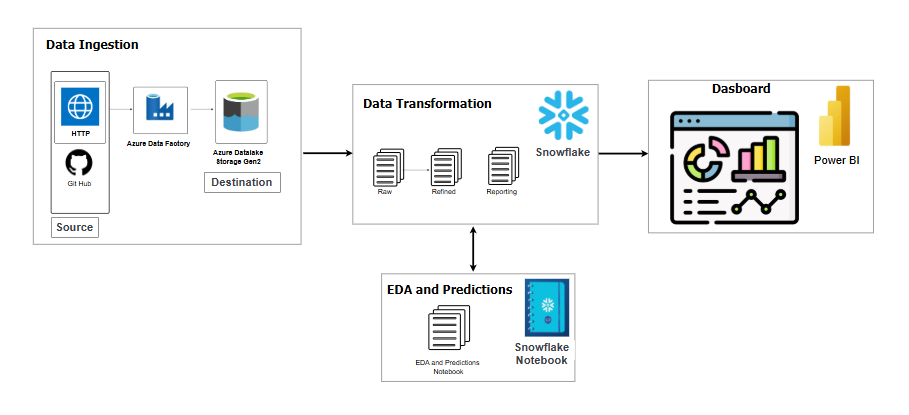 Data Ingestion
HTTP
Git Hub
Source
Azure Data Factory
Azure Datalake
Storage Gen2
Destination
Data Transformation
Snowflake
Raw
Refined
Reporting
Dasboard
Power BI
EDA and Predictions
EDA and Predictions
Notebook
Snowflake
Notebook